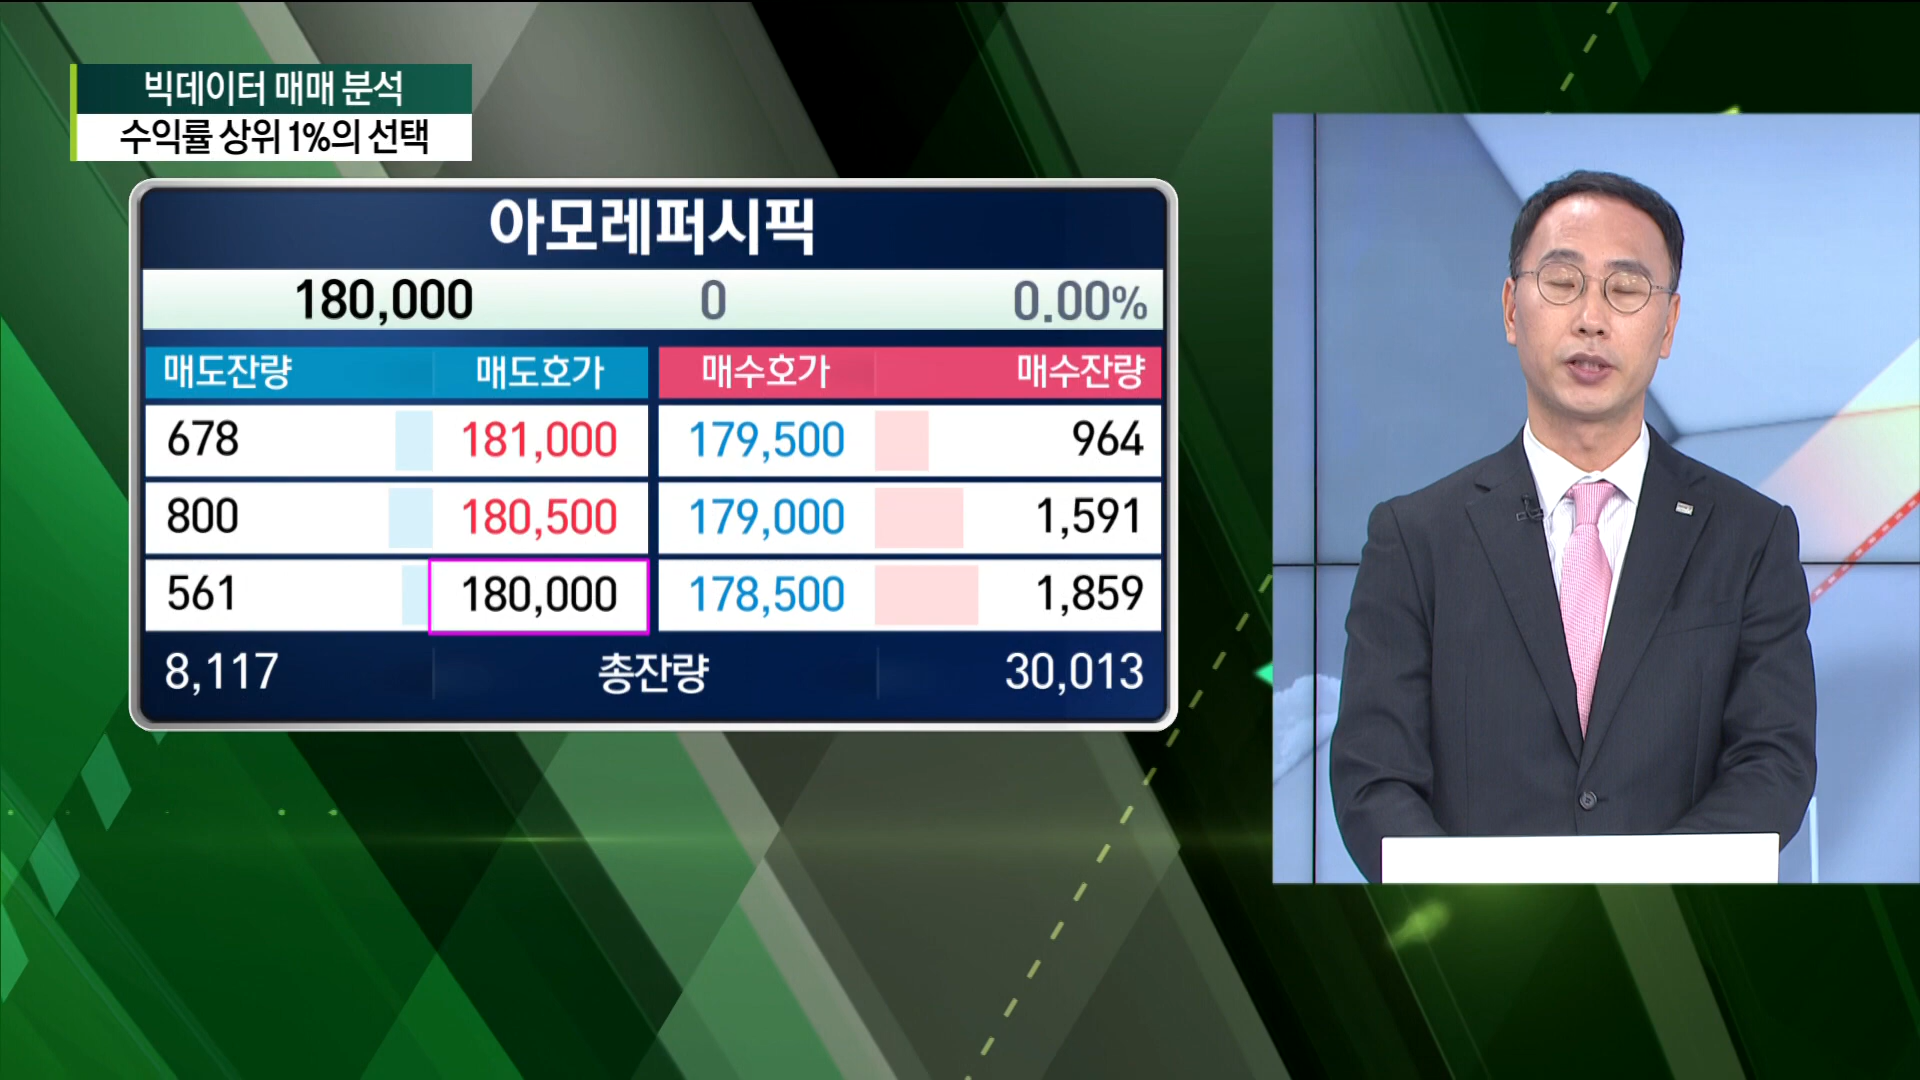 빅데이터 매매 분석
수익률 상위 1%의 선택
아모레퍼시픽
180,000 0 0.00%
매도잔량 매도호가 매수호가 매수잔량
678 181,000 179,500 964
800 180,500 179,000 1,591
561 180,000 178,500 1,859
8,117 총잔량 30,013